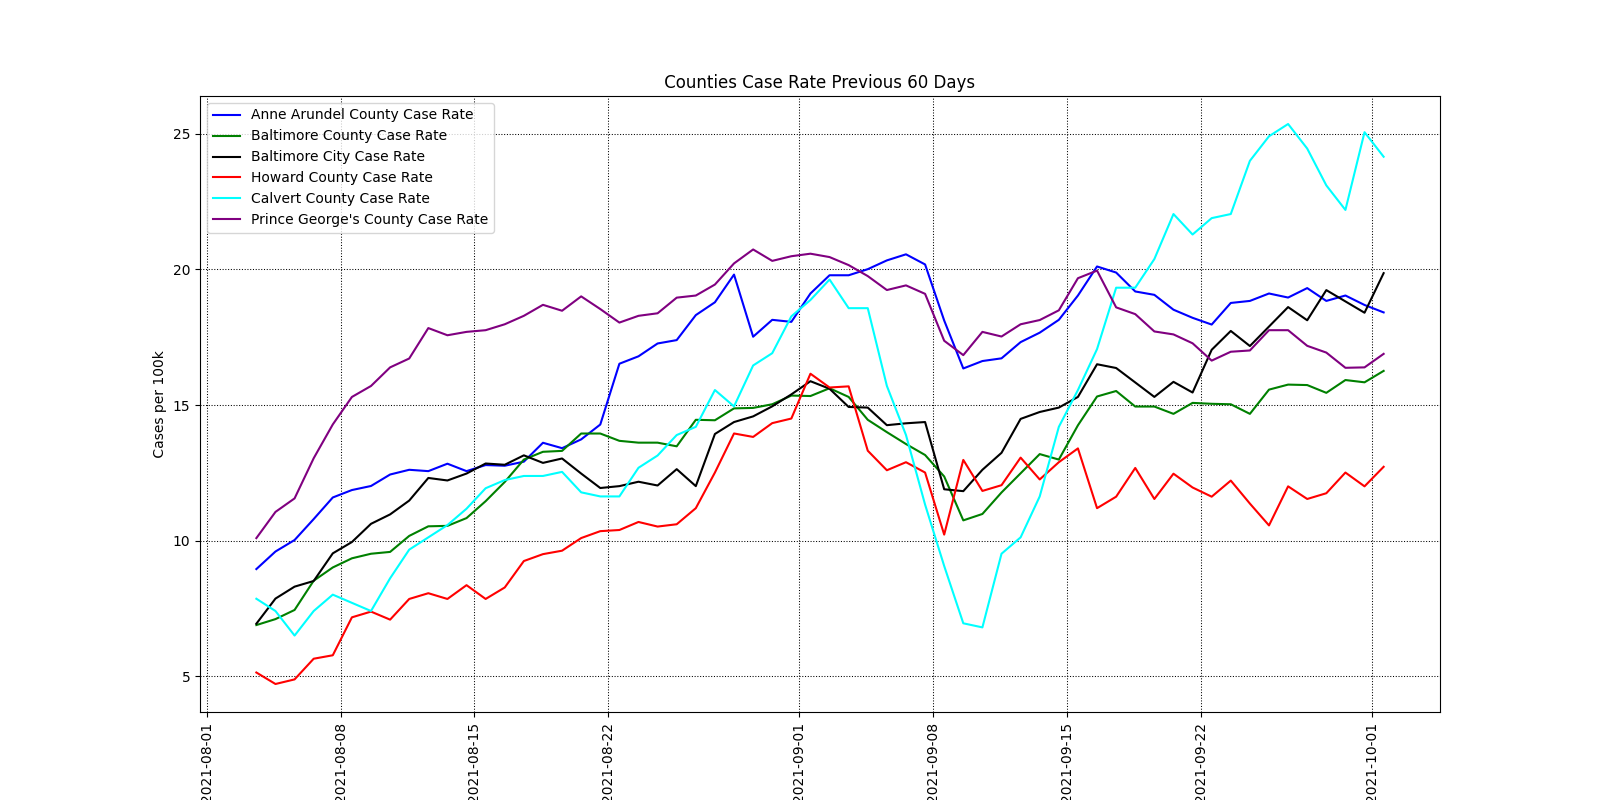 Counties Case Rate Previous 60 Days
Anne Arundel County Case Rate
Baltimore County Case Rate
Baltimore City Case Rate
Howard County Case Rate
Calvert County Case Rate
Prince George's County Case Rate
Cases per 100k
25
20
15
10
5
2021-08-01
2021-08-08
2021-08-15
2021-08-22
2021-09-01
2021-09-08
2021-09-15
2021-09-22
2021-10-01